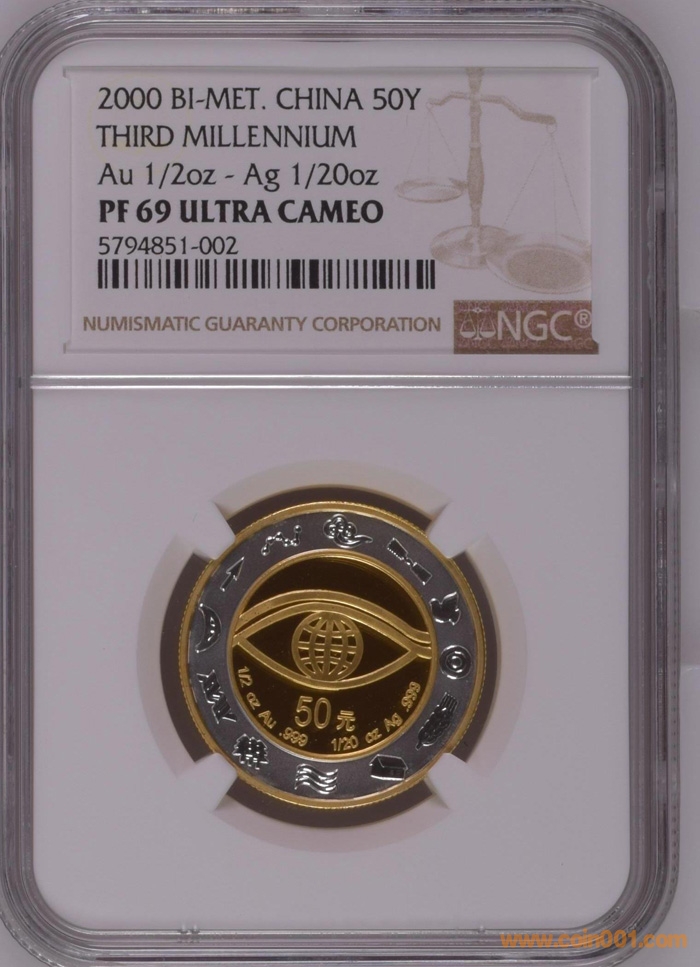 2000 BI-MET. CHINA 50Y
THIRD MILLENNIUM
Au 1/2oz - Ag 1/20oz
PF 69 ULTRA CAMEO
5794851-002
NUMISMATIC GUARANTY CORPORATION
NGC®
50元
1/2 oz Au .999 1/20 oz Ag .999
www.coin001.com